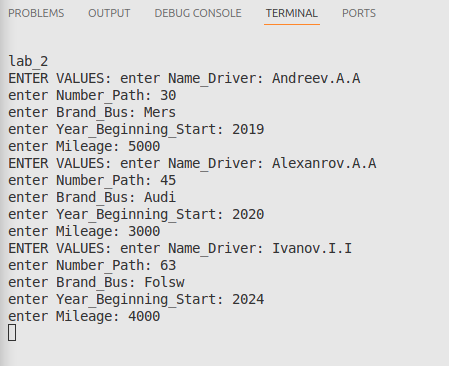 PROBLEMS OUTPUT DEBUG CONSOLE TERMINAL PORTS
lab_2
ENTER VALUES: enter Name_Driver: Andreev.A.A
enter Number_Path: 30
enter Brand_Bus: Mers
enter Year_Beginning_Start: 2019
enter Mileage: 5000
ENTER VALUES: enter Name_Driver: Alexanrov.A.A
enter Number_Path: 45
enter Brand_Bus: Audi
enter Year_Beginning_Start: 2020
enter Mileage: 3000
ENTER VALUES: enter Name_Driver: Ivanov.I.I
enter Number_Path: 63
enter Brand_Bus: Folsw
enter Year_Beginning_Start: 2024
enter Mileage: 4000